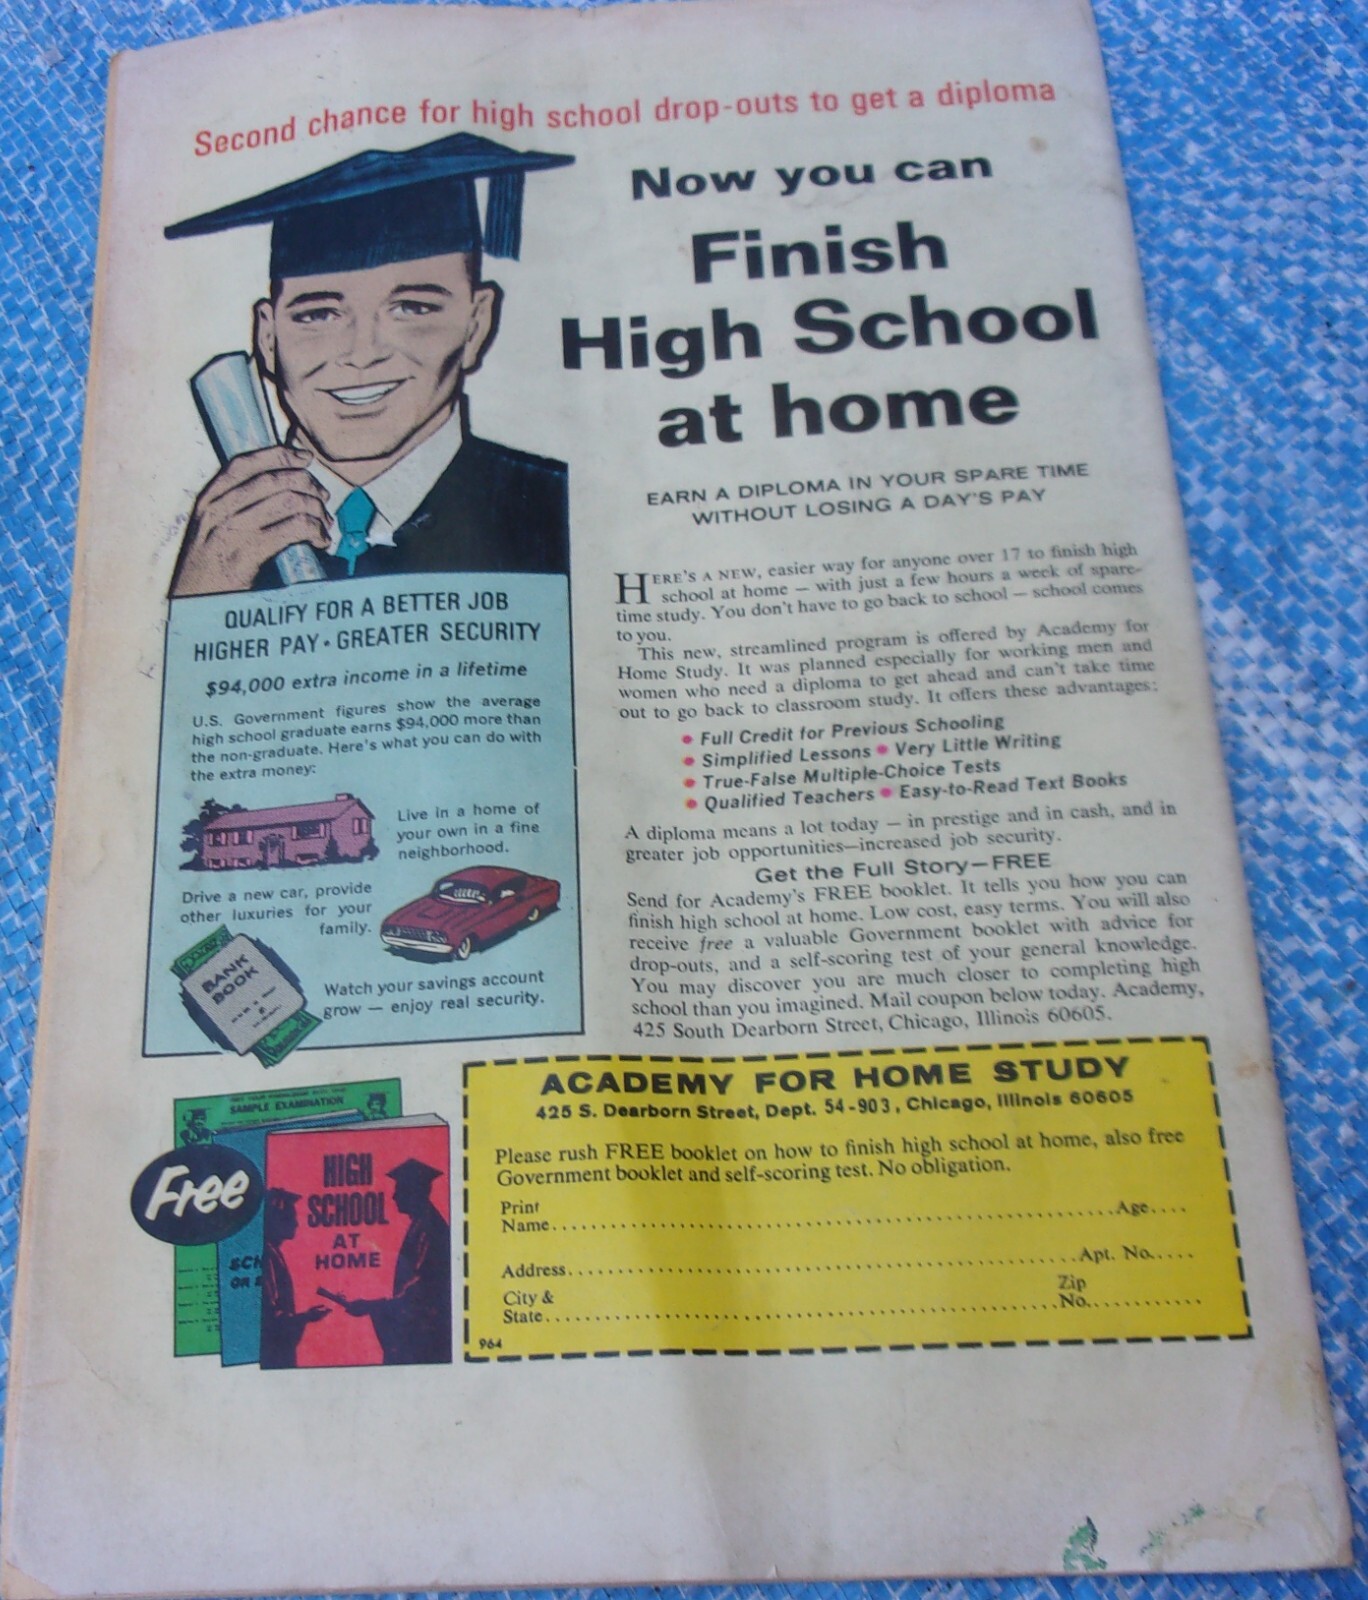 Second chance for high school drop-outs to get a diploma
Now you can
Finish
High School
at home
EARN A DIPLOMA IN YOUR SPARE TIME
WITHOUT LOSING A DAY'S PAY
HERE'S A NEW, easier way for anyone over 17 to finish high
school at home — with just a few hours a week of spare-
time study. You don't have to go back to school — school comes
to you.
This new, streamlined program is offered by Academy for
Home Study. It was planned especially for working men and
women who need a diploma to get ahead and can't take time
out to go back to classroom study. It offers these advantages:
• Full Credit for Previous Schooling
• Simplified Lessons • Very Little Writing
• True-False Multiple-Choice Tests
• Qualified Teachers • Easy-to-Read Text Books
A diploma means a lot today — in prestige and in cash, and in
greater job opportunities—increased job security.
Get the Full Story—FREE
Send for Academy's FREE booklet. It tells you how you can
finish high school at home. Low cost, easy terms. You will also
receive free a valuable Government booklet with advice for
drop-outs, and a self-scoring test of your general knowledge.
You may discover you are much closer to completing high
school than you imagined. Mail coupon below today. Academy,
425 South Dearborn Street, Chicago, Illinois 60605.
QUALIFY FOR A BETTER JOB
HIGHER PAY • GREATER SECURITY
$94,000 extra income in a lifetime
U.S. Government figures show the average
high school graduate earns $94,000 more than
the non-graduate. Here's what you can do with
the extra money:
Live in a home of
your own in a fine
neighborhood.
Drive a new car, provide
other luxuries for your
family.
BANK
BOOK
Watch your savings account
grow — enjoy real security.
SAMPLE EXAMINATION
Free
SCH
OR
HIGH
SCHOOL
AT
HOME
ACADEMY FOR HOME STUDY
425 S. Dearborn Street, Dept. 54-903, Chicago, Illinois 60605
Please rush FREE booklet on how to finish high school at home, also free
Government booklet and self-scoring test. No obligation.
Print
Name Age
Address Apt. No.
City & Zip
State No.
964